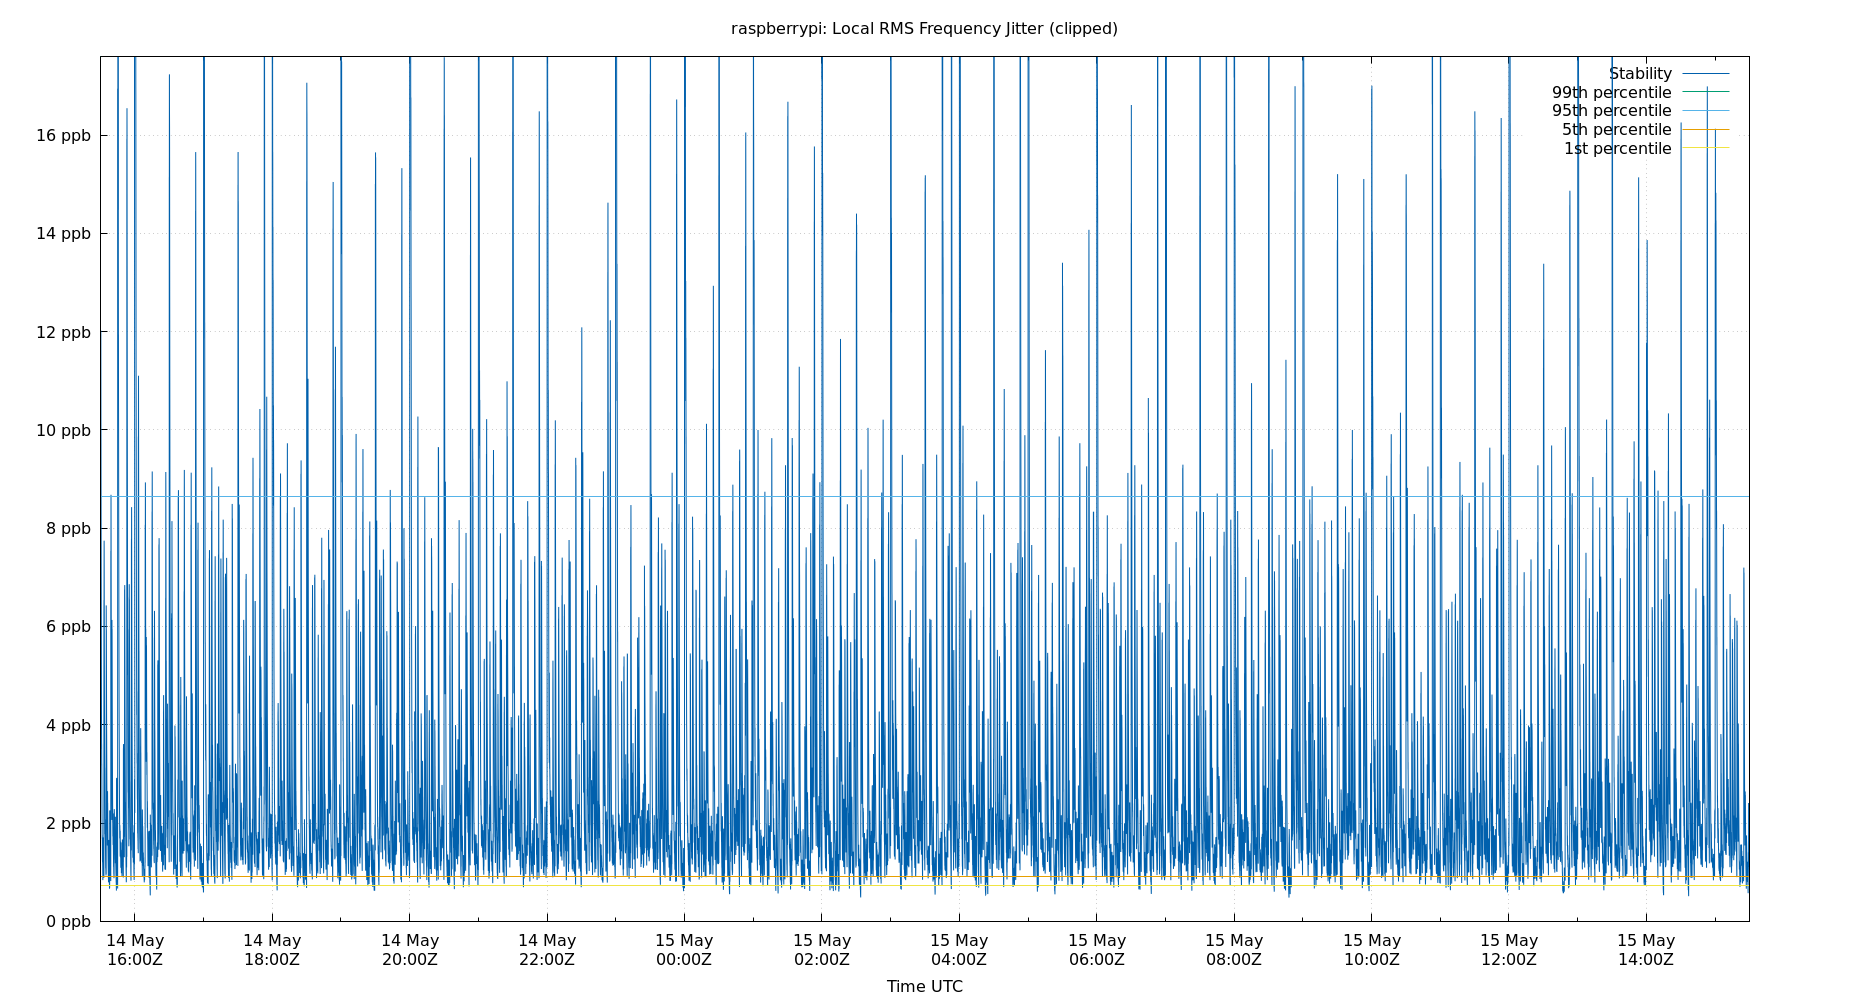 raspberrypi: Local RMS Frequency Jitter (clipped)
Stability
99th percentile
95th percentile
5th percentile
1st percentile
16 ppb
14 ppb
12 ppb
10 ppb
8 ppb
6 ppb
4 ppb
2 ppb
0 ppb
14 May 14 May 14 May 14 May 15 May 15 May 15 May 15 May 15 May 15 May 15 May 15 May
16:00Z 18:00Z 20:00Z 22:00Z 00:00Z 02:00Z 04:00Z 06:00Z 08:00Z 10:00Z 12:00Z 14:00Z
Time UTC